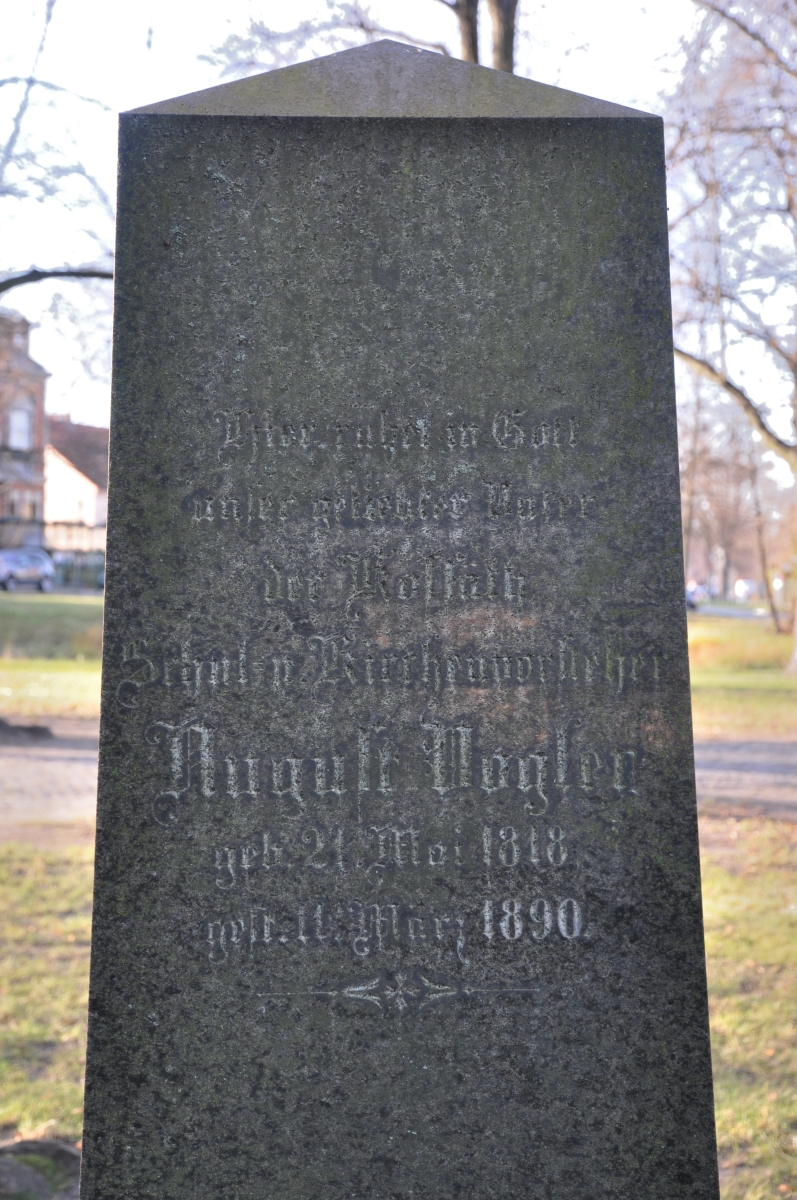 Hier ruhet in Gott
unser geliebter Vater
der Kossäth
Schul- u. Kirchenvorsteher
August
geb. 21. Mai 1818
gest. 11. März 1890.